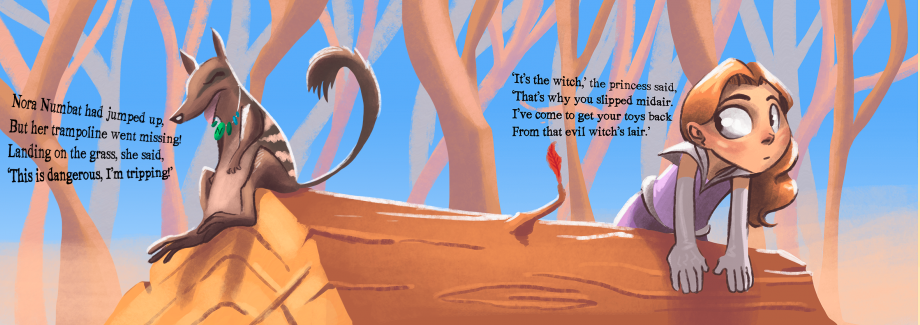 Nora Numbat had jumped up,
But her trampoline went missing!
Landing on the grass, she said,
'This is dangerous, I'm tripping!'
'It's the witch,' the princess said,
'That's why you slipped midair.
I've come to get your toys back
From that evil witch's lair.'